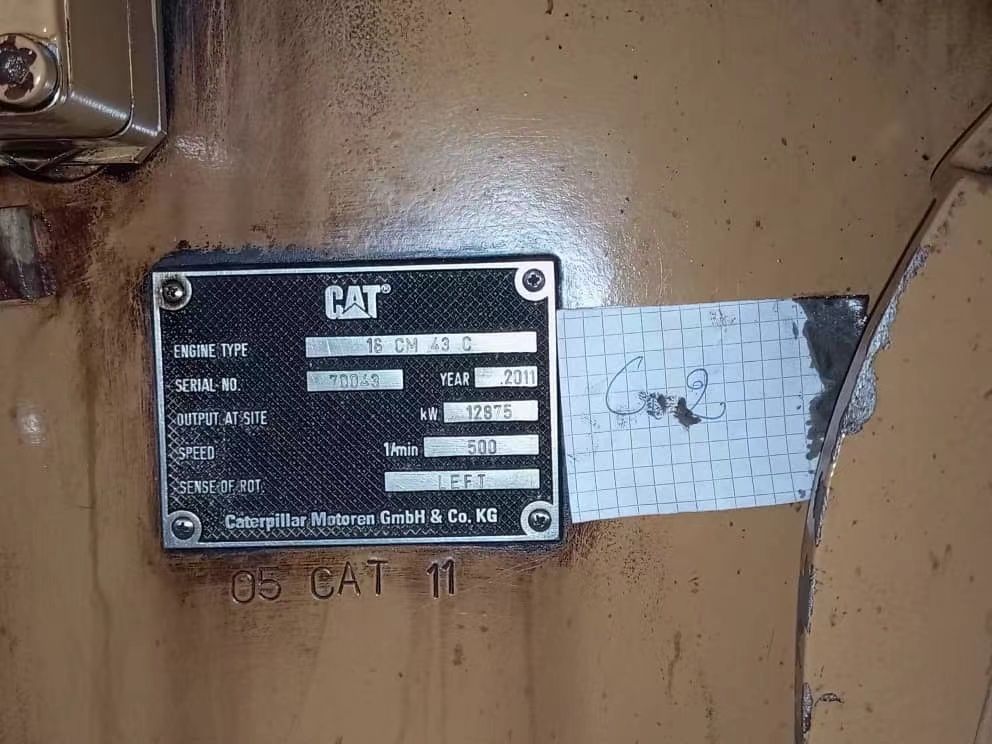 CAT®
ENGINE TYPE 16 CM 43 C
SERIAL NO. 70043 YEAR .2011
OUTPUT AT SITE kW 12875
SPEED 1/min 500
SENSE OF ROT. LEFT
Caterpillar Motoren GmbH & Co. KG
05 CAT 11